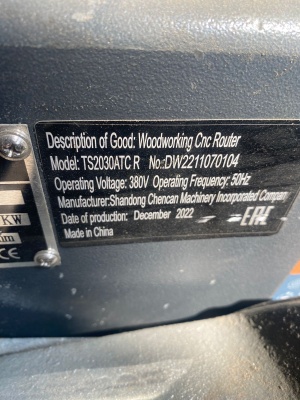 Description of Good: Woodworking Cnc Router
Model: TS2030ATC R No:DW2211070104
Operating Voltage: 380V Operating Frequency: 50Hz
Manufacturer:Shandong Chencan Machinery Incorporated Company
Date of production: December 2022
EAC
Made in China
KW
CE